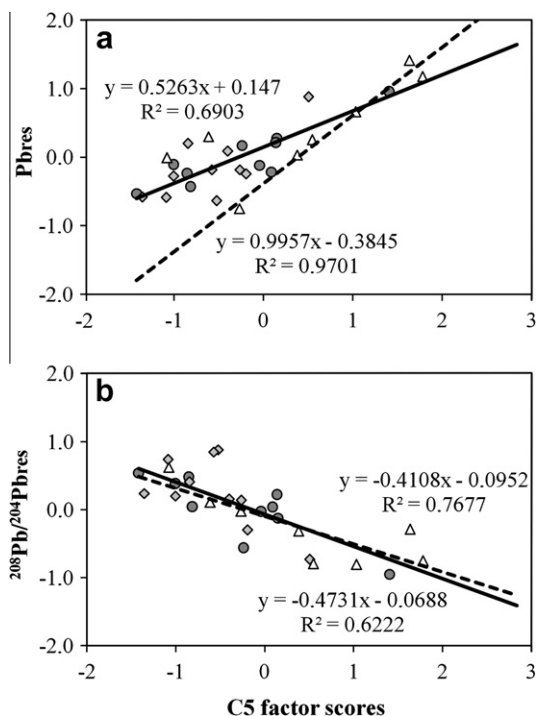 a
2.0
1.0
0.0
-1.0
-2.0
Pbres
y = 0.5263x + 0.147
R² = 0.6903
y = 0.9957x - 0.3845
R² = 0.9701
-2 -1 0 1 2 3
b
2.0
1.0
0.0
-1.0
-2.0
²⁰⁸Pb/²⁰⁴Pbres
y = -0.4108x - 0.0952
R² = 0.7677
y = -0.4731x - 0.0688
R² = 0.6222
-2 -1 0 1 2 3
C5 factor scores